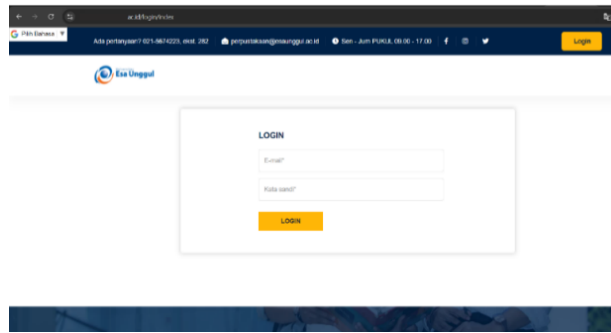 ac.id/login/index
Pilih Bahasa ▼
Ada pertanyaan? 021-5674223, ekst. 282
perpustakaan@esaunggul.ac.id
Sen - Jum PUKUL 09.00 - 17.00
Login
Esa Unggul
LOGIN
E-mail*
Kata sandi*
LOGIN